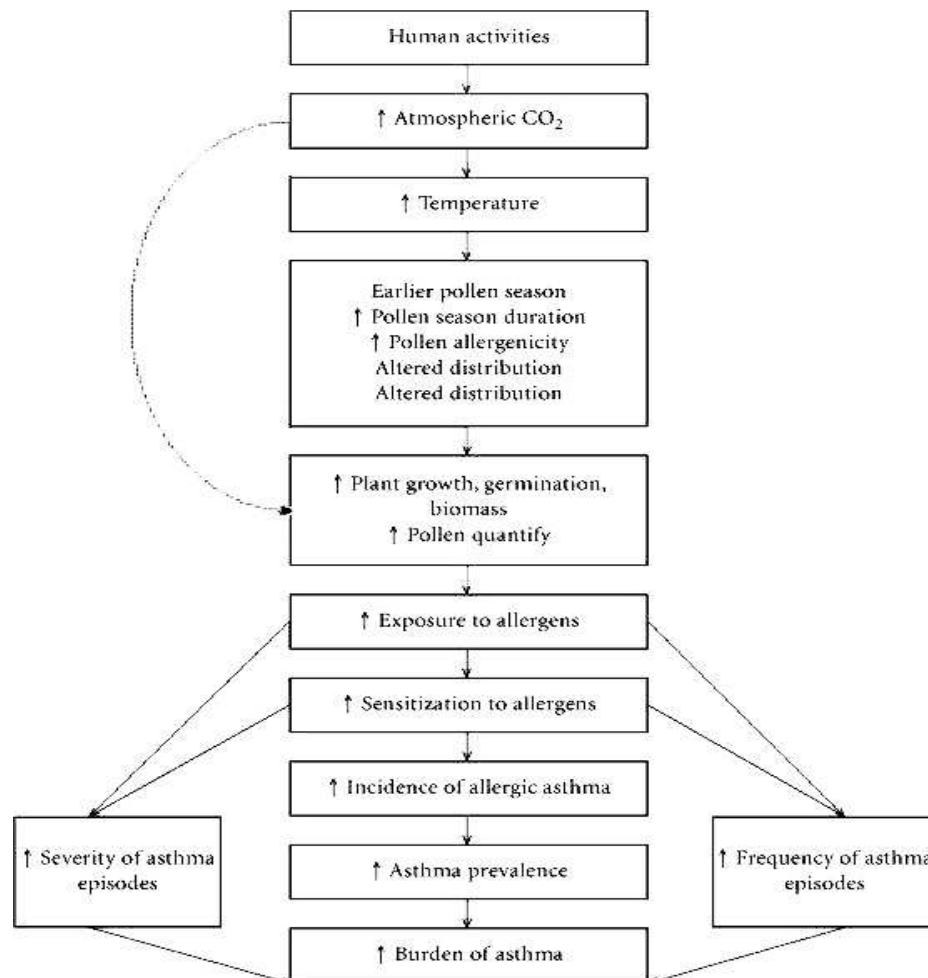 Human activities
↑ Atmospheric CO₂
↑ Temperature
Earlier pollen season
↑ Pollen season duration
↑ Pollen allergenicity
Altered distribution
Altered distribution
↑ Plant growth, germination,
biomass
↑ Pollen quantify
↑ Exposure to allergens
↑ Sensitization to allergens
↑ Incidence of allergic asthma
↑ Severity of asthma
episodes
↑ Asthma prevalence
↑ Frequency of asthma
episodes
↑ Burden of asthma